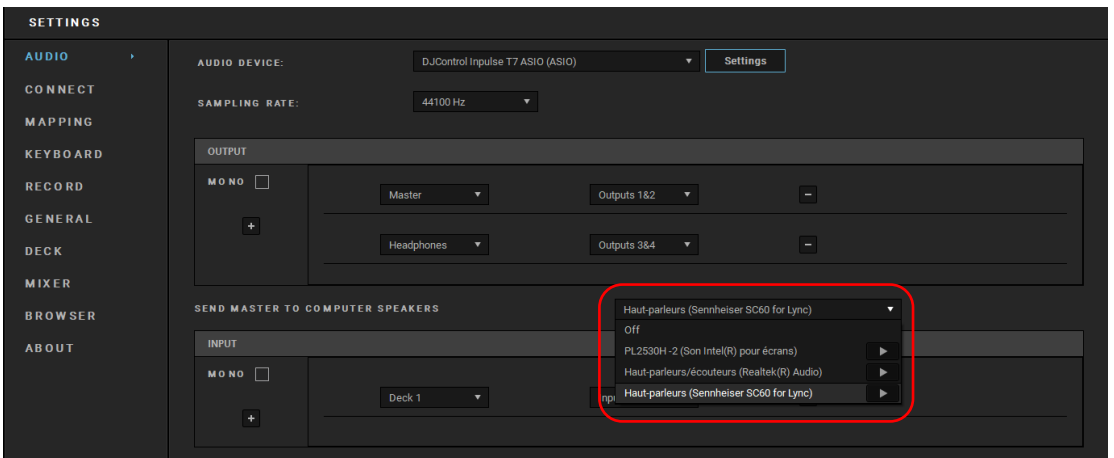 SETTINGS
AUDIO
CONNECT
MAPPING
KEYBOARD
RECORD
GENERAL
DECK
MIXER
BROWSER
ABOUT
AUDIO DEVICE: DJControl Inpulse T7 ASIO (ASIO) Settings
SAMPLING RATE: 44100 Hz
OUTPUT
MONO
Master Outputs 1&2
Headphones Outputs 3&4
SEND MASTER TO COMPUTER SPEAKERS Haut-parleurs (Sennheiser SC60 for Lync)
Off
PL2530H -2 (Son Intel(R) pour écrans)
Haut-parleurs/écouteurs (Realtek(R) Audio)
Haut-parleurs (Sennheiser SC60 for Lync)
INPUT
MONO
Deck 1